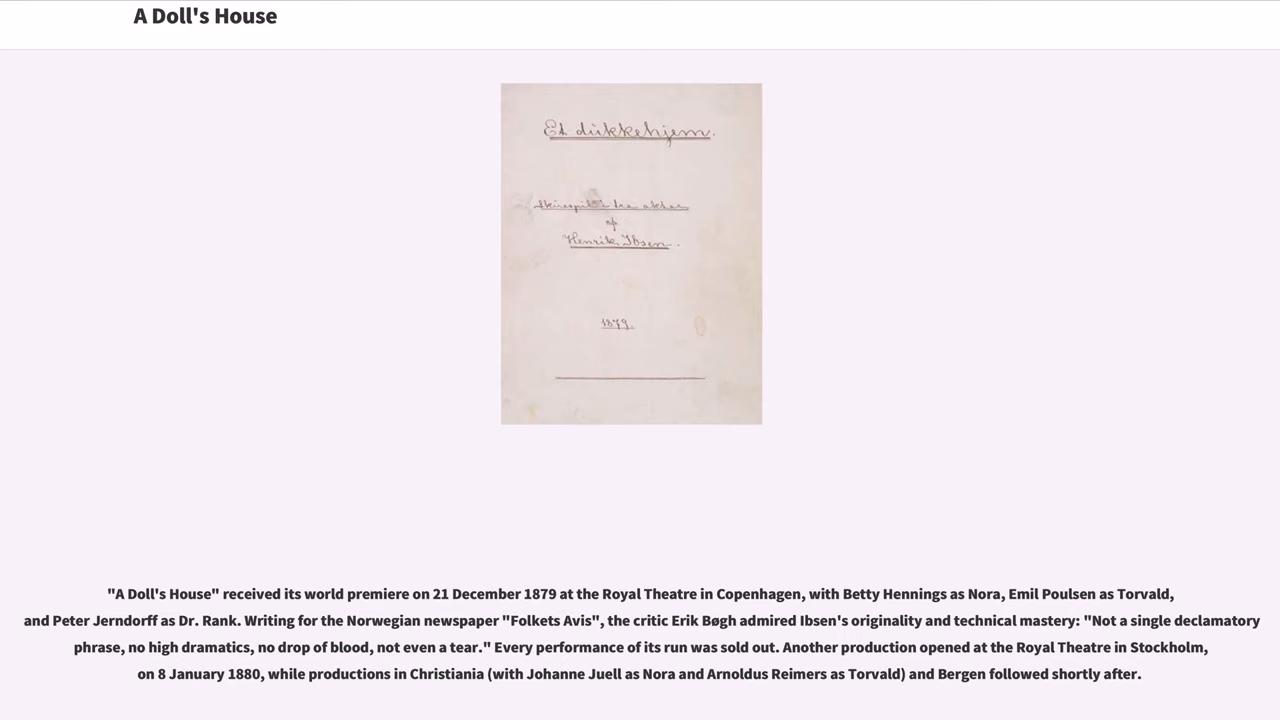 A Doll's House
Et dukkehjem.
Skuespil i tre akter
af
Henrik Ibsen.
1879.
"A Doll's House" received its world premiere on 21 December 1879 at the Royal Theatre in Copenhagen, with Betty Hennings as Nora, Emil Poulsen as Torvald,
and Peter Jerndorff as Dr. Rank. Writing for the Norwegian newspaper "Folkets Avis", the critic Erik Bøgh admired Ibsen's originality and technical mastery: "Not a single declamatory
phrase, no high dramatics, no drop of blood, not even a tear." Every performance of its run was sold out. Another production opened at the Royal Theatre in Stockholm,
on 8 January 1880, while productions in Christiania (with Johanne Juell as Nora and Arnoldus Reimers as Torvald) and Bergen followed shortly after.